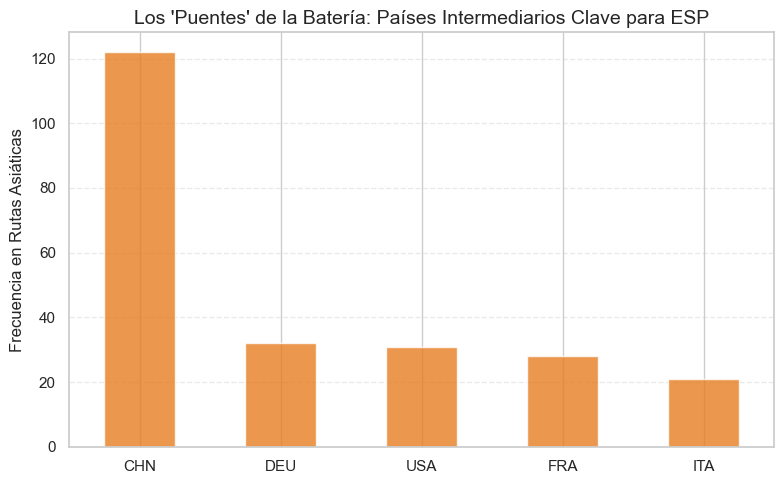 Los 'Puentes' de la Batería: Países Intermediarios Clave para ESP
Frecuencia en Rutas Asiáticas
120
100
80
60
40
20
0
CHN DEU USA FRA ITA